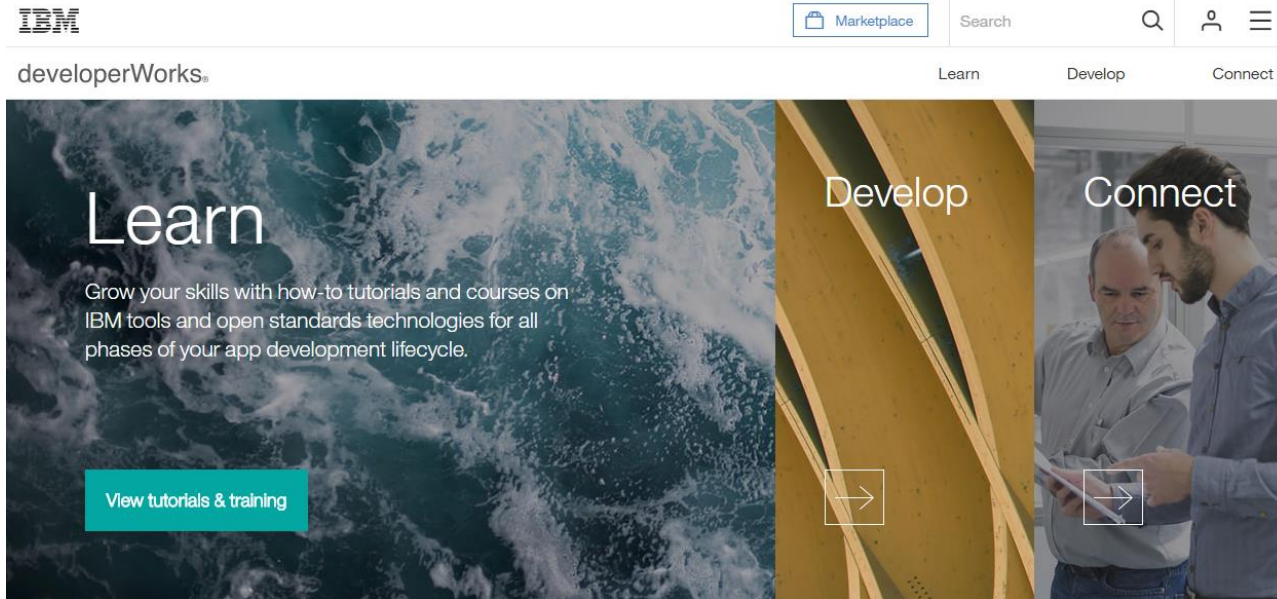 IBM
Marketplace
Search
developerWorks®
Learn
Develop
Connect
Learn
Grow your skills with how-to tutorials and courses on
IBM tools and open standards technologies for all
phases of your app development lifecycle.
View tutorials & training
Develop
Connect